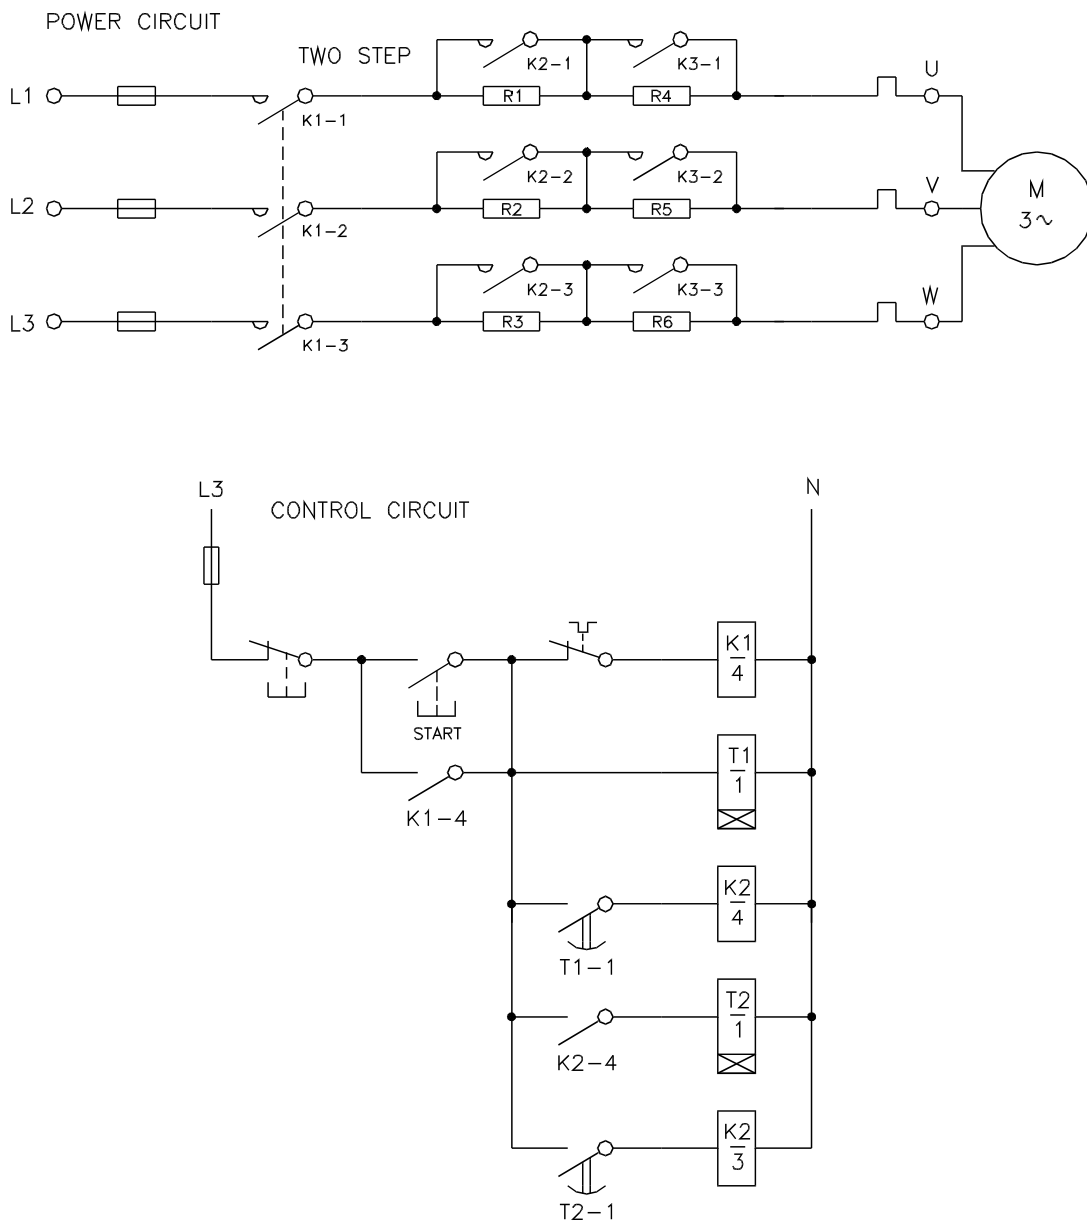 POWER CIRCUIT
TWO STEP
K2-1
K3-1
U
L1
R1
R4
K1-1
K2-2
K3-2
V
M
3~
L2
R2
R5
K1-2
K2-3
K3-3
W
L3
R3
R6
K1-3
L3
N
CONTROL CIRCUIT
K1
4
START
T1
1
K1-4
K2
4
T1-1
T2
1
K2-4
K2
3
T2-1